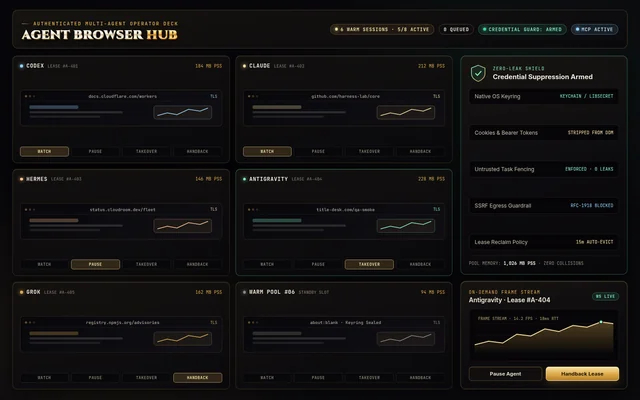 AUTHENTICATED MULTI-AGENT OPERATOR DECK
AGENT BROWSER HUB
6 WARM SESSIONS · 5/8 ACTIVE
0 QUEUED
CREDENTIAL GUARD: ARMED
MCP ACTIVE
CODEX LEASE #A-401
184 MB PSS
docs.cloudflare.com/workers
TLS
WATCH
PAUSE
TAKEOVER
HANDBACK
CLAUDE LEASE #A-402
212 MB PSS
github.com/harness-lab/core
TLS
WATCH
PAUSE
TAKEOVER
HANDBACK
HERMES LEASE #A-403
146 MB PSS
status.cloudroom.dev/fleet
TLS
WATCH
PAUSE
TAKEOVER
HANDBACK
ANTIGRAVITY LEASE #A-404
228 MB PSS
title-desk.com/qa-smoke
TLS
WATCH
PAUSE
TAKEOVER
HANDBACK
GROK LEASE #A-405
162 MB PSS
registry.npmjs.org/advisories
TLS
WATCH
PAUSE
TAKEOVER
HANDBACK
WARM POOL #06 STANDBY SLOT
94 MB PSS
about:blank · Keyring Sealed
TLS
WATCH
PAUSE
TAKEOVER
HANDBACK
ZERO-LEAK SHIELD
Credential Suppression Armed
Native OS Keyring
KEYCHAIN / LIBSECRET
Cookies & Bearer Tokens
STRIPPED FROM DOM
Untrusted Task Fencing
ENFORCED · 0 LEAKS
SSRF Egress Guardrail
RFC-1918 BLOCKED
Lease Reclaim Policy
15m AUTO-EVICT
POOL MEMORY: 1,026 MB PSS · ZERO COLLISIONS
ON-DEMAND FRAME STREAM
Antigravity · Lease #A-404
WS LIVE
FRAME STREAM · 14.2 FPS · 18ms RTT
Pause Agent
Handback Lease